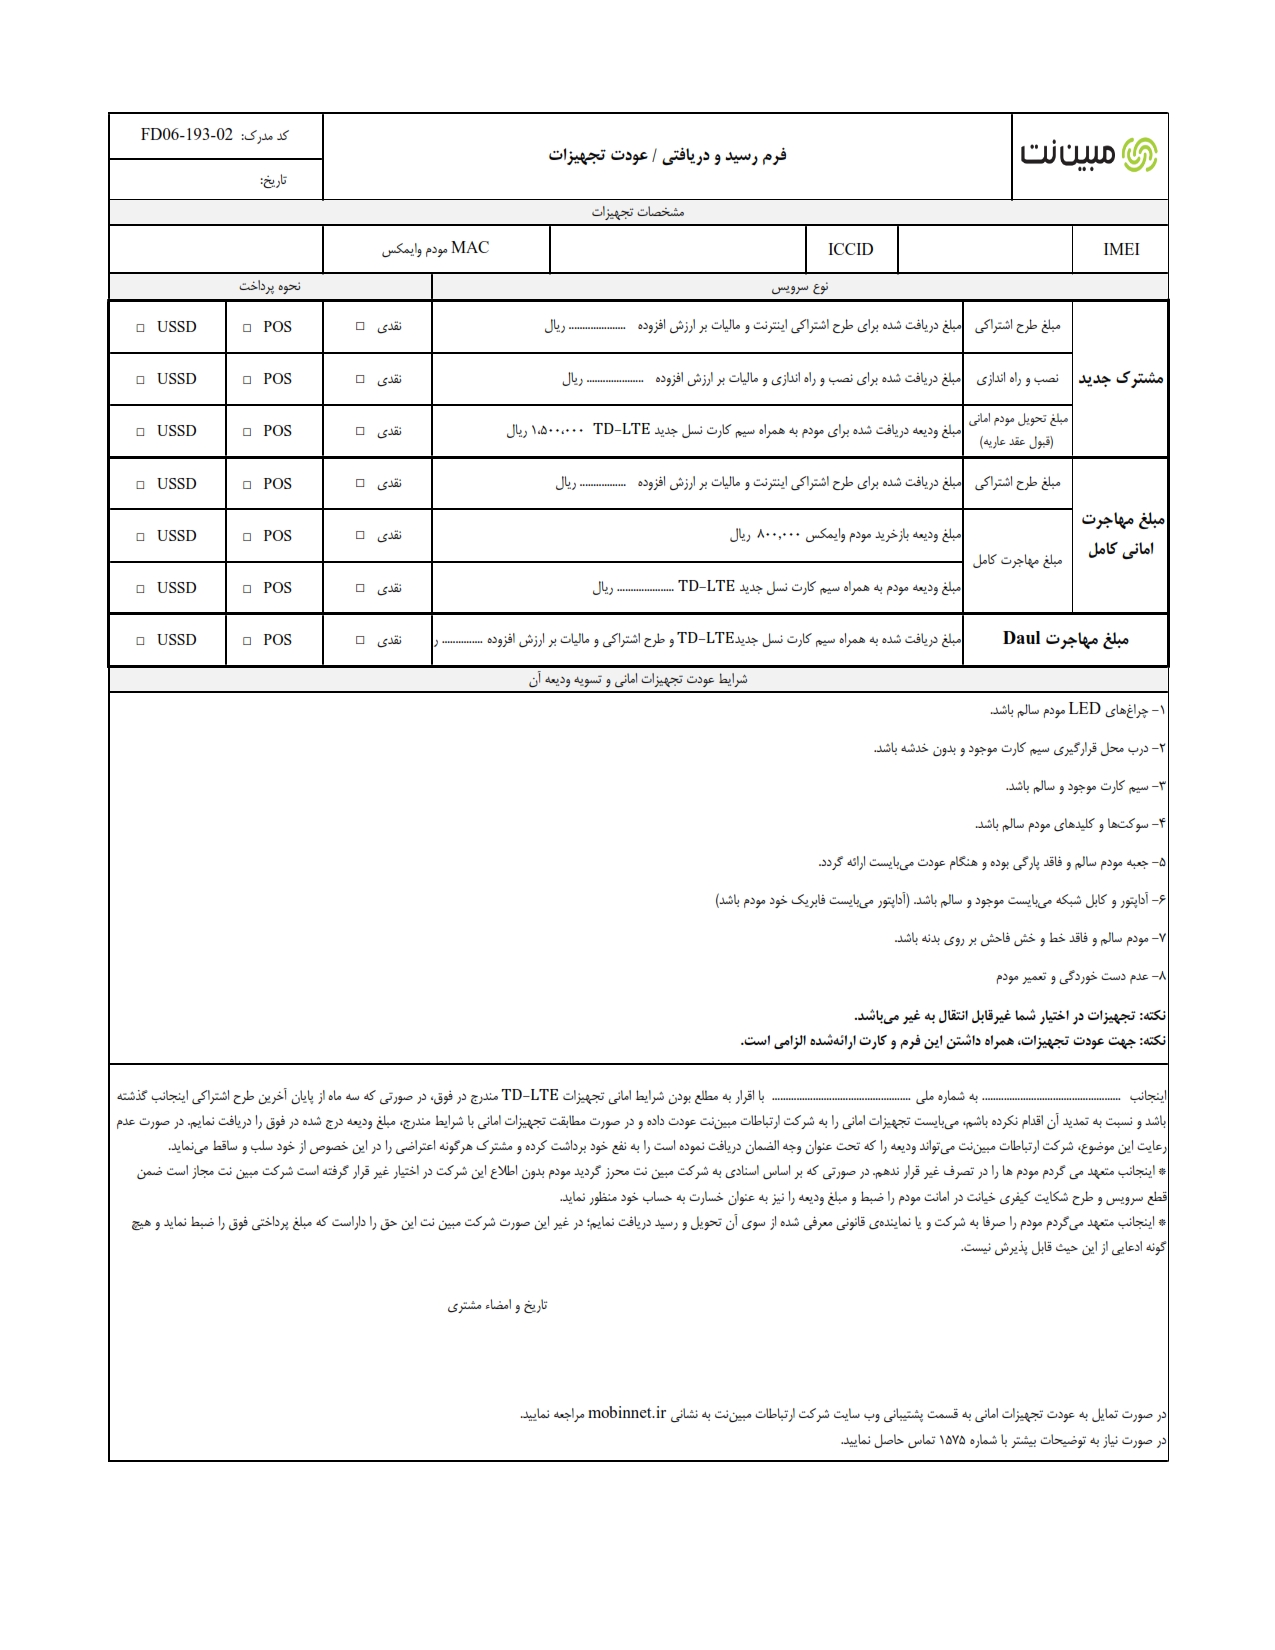 مبین‌نت
فرم رسید و دریافتی / عودت تجهیزات
کد مدرک: FD06-193-02
تاریخ:
مشخصات تجهیزات
IMEI
ICCID
MAC مودم وایمکس
نوع سرویس
نحوه پرداخت
مشترک جدید
مبلغ طرح اشتراکی
مبلغ دریافت شده برای طرح اشتراکی اینترنت و مالیات بر ارزش افزوده ..................... ریال
نقدی □
POS □
USSD □
نصب و راه اندازی
مبلغ دریافت شده برای نصب و راه اندازی و مالیات بر ارزش افزوده ..................... ریال
نقدی □
POS □
USSD □
مبلغ تحویل مودم امانی
(قبول عقد عاریه)
مبلغ ودیعه دریافت شده برای مودم به همراه سیم کارت نسل جدید TD-LTE ۱،۵۰۰،۰۰۰ ریال
نقدی □
POS □
USSD □
مبلغ مهاجرت
امانی کامل
مبلغ طرح اشتراکی
مبلغ دریافت شده برای طرح اشتراکی اینترنت و مالیات بر ارزش افزوده ................. ریال
نقدی □
POS □
USSD □
مبلغ مهاجرت کامل
مبلغ ودیعه بازخرید مودم وایمکس ۸۰۰,۰۰۰ ریال
نقدی □
POS □
USSD □
مبلغ ودیعه مودم به همراه سیم کارت نسل جدید TD-LTE ..................... ریال
نقدی □
POS □
USSD □
مبلغ مهاجرت Daul
مبلغ دریافت شده به همراه سیم کارت نسل جدیدTD-LTE و طرح اشتراکی و مالیات بر ارزش افزوده ............... ر
نقدی □
POS □
USSD □
شرایط عودت تجهیزات امانی و تسویه ودیعه آن
۱- چراغ‌های LED مودم سالم باشد.
۲- درب محل قرارگیری سیم کارت موجود و بدون خدشه باشد.
۳- سیم کارت موجود و سالم باشد.
۴- سوکت‌ها و کلیدهای مودم سالم باشد.
۵- جعبه مودم سالم و فاقد پارگی بوده و هنگام عودت می‌بایست ارائه گردد.
۶- آداپتور و کابل شبکه می‌بایست موجود و سالم باشد. (آداپتور می‌بایست فابریک خود مودم باشد)
۷- مودم سالم و فاقد خط و خش فاحش بر روی بدنه باشد.
۸- عدم دست خوردگی و تعمیر مودم
نکته: تجهیزات در اختیار شما غیرقابل انتقال به غیر می‌باشد.
نکته: جهت عودت تجهیزات، همراه داشتن این فرم و کارت ارائه‌شده الزامی است.
اینجانب ................................................... به شماره ملی ................................................... با اقرار به مطلع بودن شرایط امانی تجهیزات TD-LTE مندرج در فوق، در صورتی که سه ماه از پایان آخرین طرح اشتراکی اینجانب گذشته
باشد و نسبت به تمدید آن اقدام نکرده باشم، می‌بایست تجهیزات امانی را به شرکت ارتباطات مبین‌نت عودت داده و در صورت مطابقت تجهیزات امانی با شرایط مندرج، مبلغ ودیعه درج شده در فوق را دریافت نمایم. در صورت عدم
رعایت این موضوع، شرکت ارتباطات مبین‌نت می‌تواند ودیعه را که تحت عنوان وجه الضمان دریافت نموده است را به نفع خود برداشت کرده و مشترک هرگونه اعتراضی را در این خصوص از خود سلب و ساقط می‌نماید.
* اینجانب متعهد می گردم مودم ها را در تصرف غیر قرار ندهم. در صورتی که بر اساس اسنادی به شرکت مبین نت محرز گردید مودم بدون اطلاع این شرکت در اختیار غیر قرار گرفته است شرکت مبین نت مجاز است ضمن
قطع سرویس و طرح شکایت کیفری خیانت در امانت مودم را ضبط و مبلغ ودیعه را نیز به عنوان خسارت به حساب خود منظور نماید.
* اینجانب متعهد می‌گردم مودم را صرفا به شرکت و یا نماینده‌ی قانونی معرفی شده از سوی آن تحویل و رسید دریافت نمایم؛ در غیر این صورت شرکت مبین نت این حق را داراست که مبلغ پرداختی فوق را ضبط نماید و هیچ
گونه ادعایی از این حیث قابل پذیرش نیست.
تاریخ و امضاء مشتری
در صورت تمایل به عودت تجهیزات امانی به قسمت پشتیبانی وب سایت شرکت ارتباطات مبین‌نت به نشانی mobinnet.ir مراجعه نمایید.
در صورت نیاز به توضیحات بیشتر با شماره ۱۵۷۵ تماس حاصل نمایید.